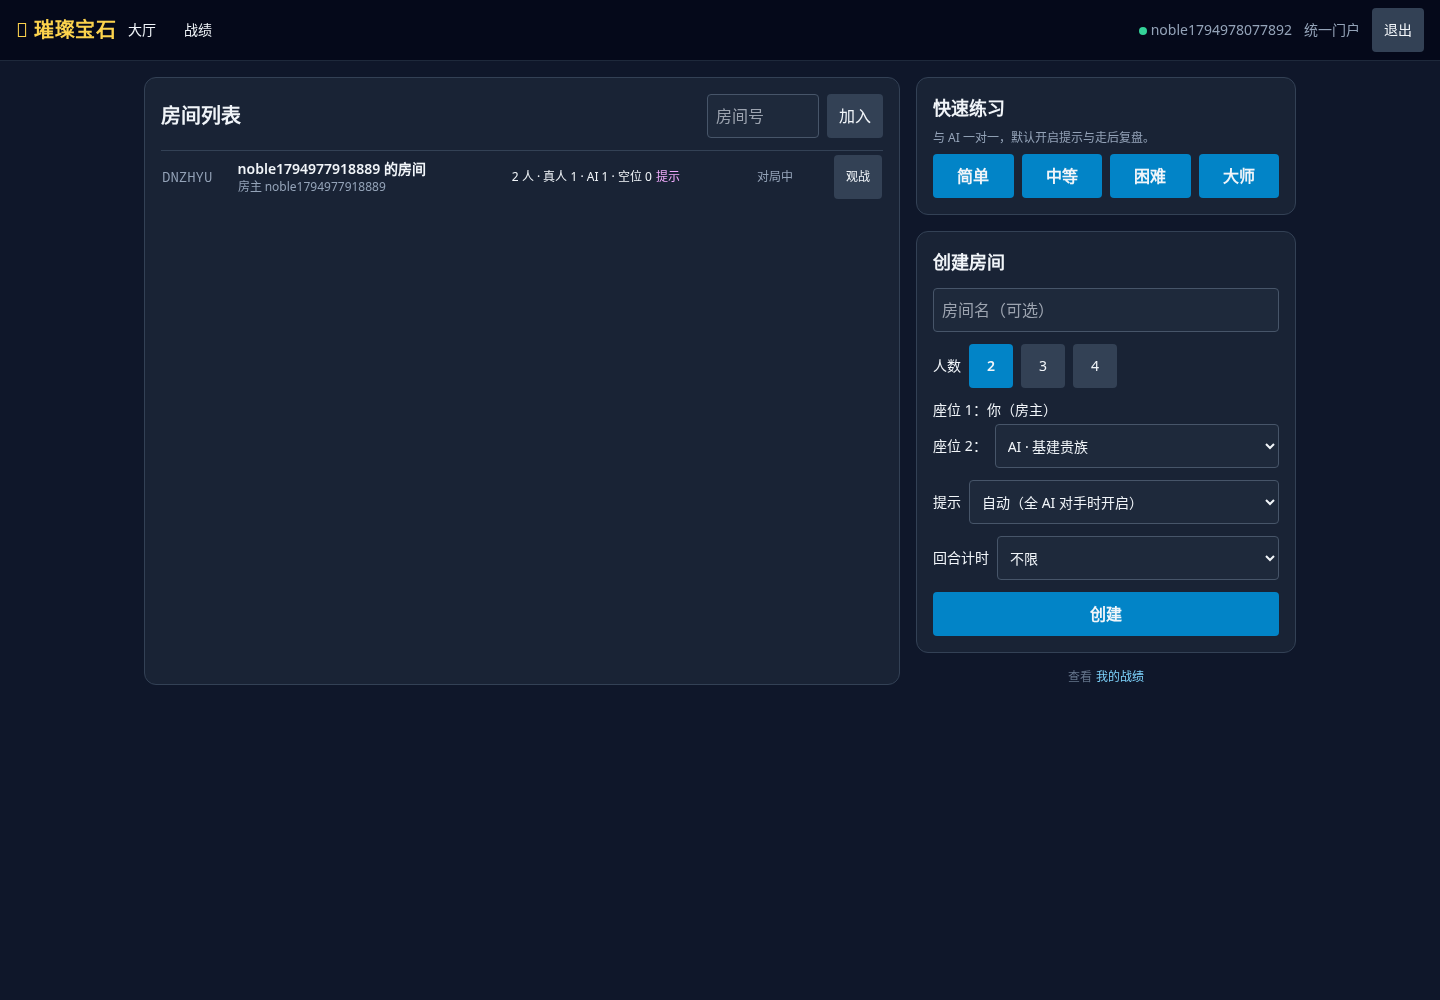 璀璨宝石 大厅 战绩 noble1794978077892 统一门户 退出
房间列表 房间号 加入
DNZHYU noble1794977918889 的房间 2 人 · 真人 1 · AI 1 · 空位 0 提示 对局中 观战
房主 noble1794977918889
快速练习
与 AI 一对一，默认开启提示与走后复盘。
简单 中等 困难 大师
创建房间
房间名（可选）
人数 2 3 4
座位 1：你（房主）
座位 2： AI · 基建贵族
提示 自动（全 AI 对手时开启）
回合计时 不限
创建
查看 我的战绩